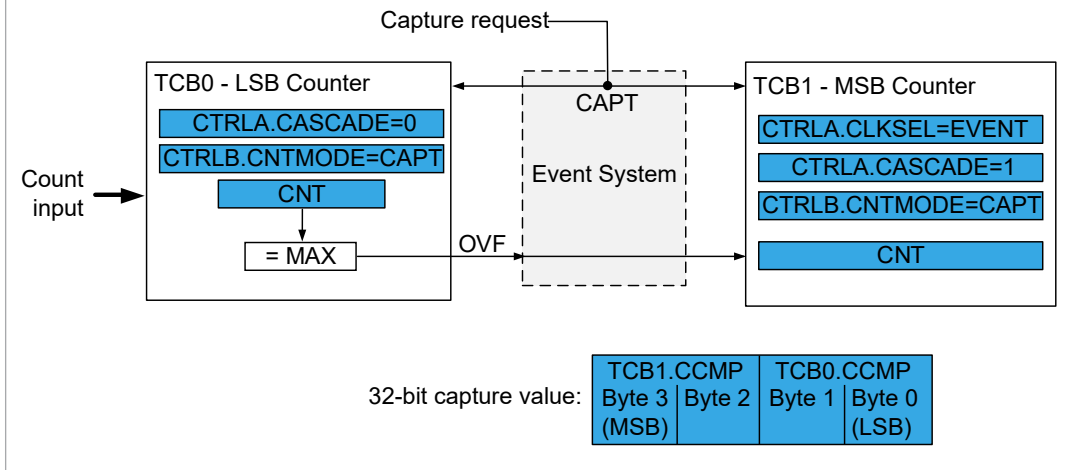 Capture request
TCB0 - LSB Counter
CTRLA.CASCADE=0
CTRLB.CNTMODE=CAPT
CNT
= MAX
Count
input
OVF
CAPT
Event System
TCB1 - MSB Counter
CTRLA.CLKSEL=EVENT
CTRLA.CASCADE=1
CTRLB.CNTMODE=CAPT
CNT
32-bit capture value:
TCB1.CCMP TCB0.CCMP
Byte 3 Byte 2 Byte 1 Byte 0
(MSB) (LSB)